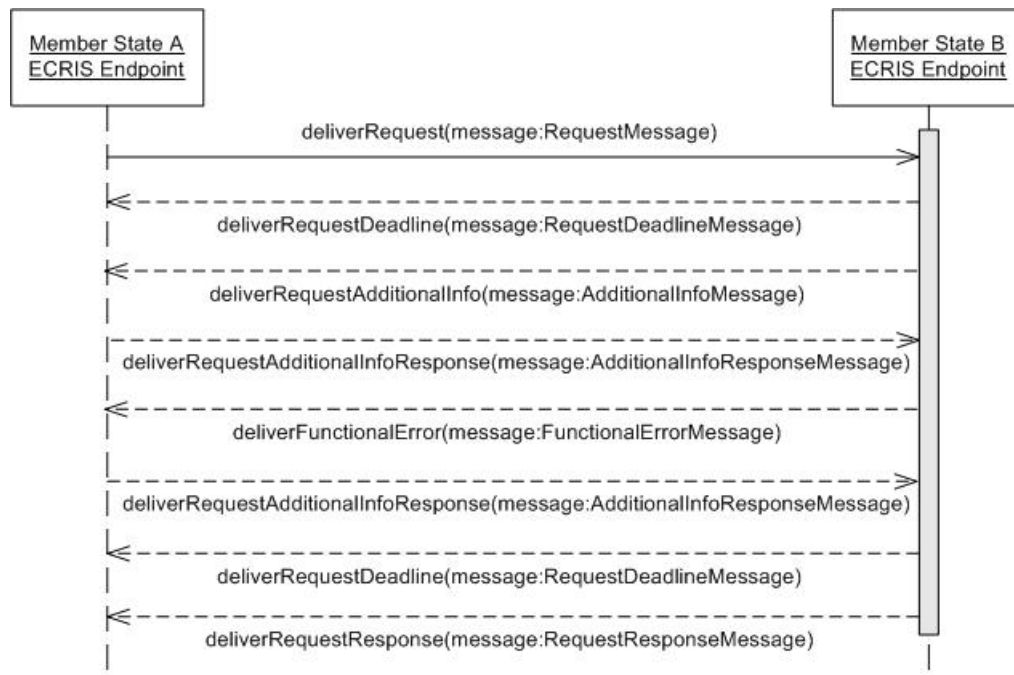 Member State A
ECRIS Endpoint
Member State B
ECRIS Endpoint
deliverRequest(message:RequestMessage)
deliverRequestDeadline(message:RequestDeadlineMessage)
deliverRequestAdditionalInfo(message:AdditionalInfoMessage)
deliverRequestAdditionalInfoResponse(message:AdditionalInfoResponseMessage)
deliverFunctionalError(message:FunctionalErrorMessage)
deliverRequestAdditionalInfoResponse(message:AdditionalInfoResponseMessage)
deliverRequestDeadline(message:RequestDeadlineMessage)
deliverRequestResponse(message:RequestResponseMessage)